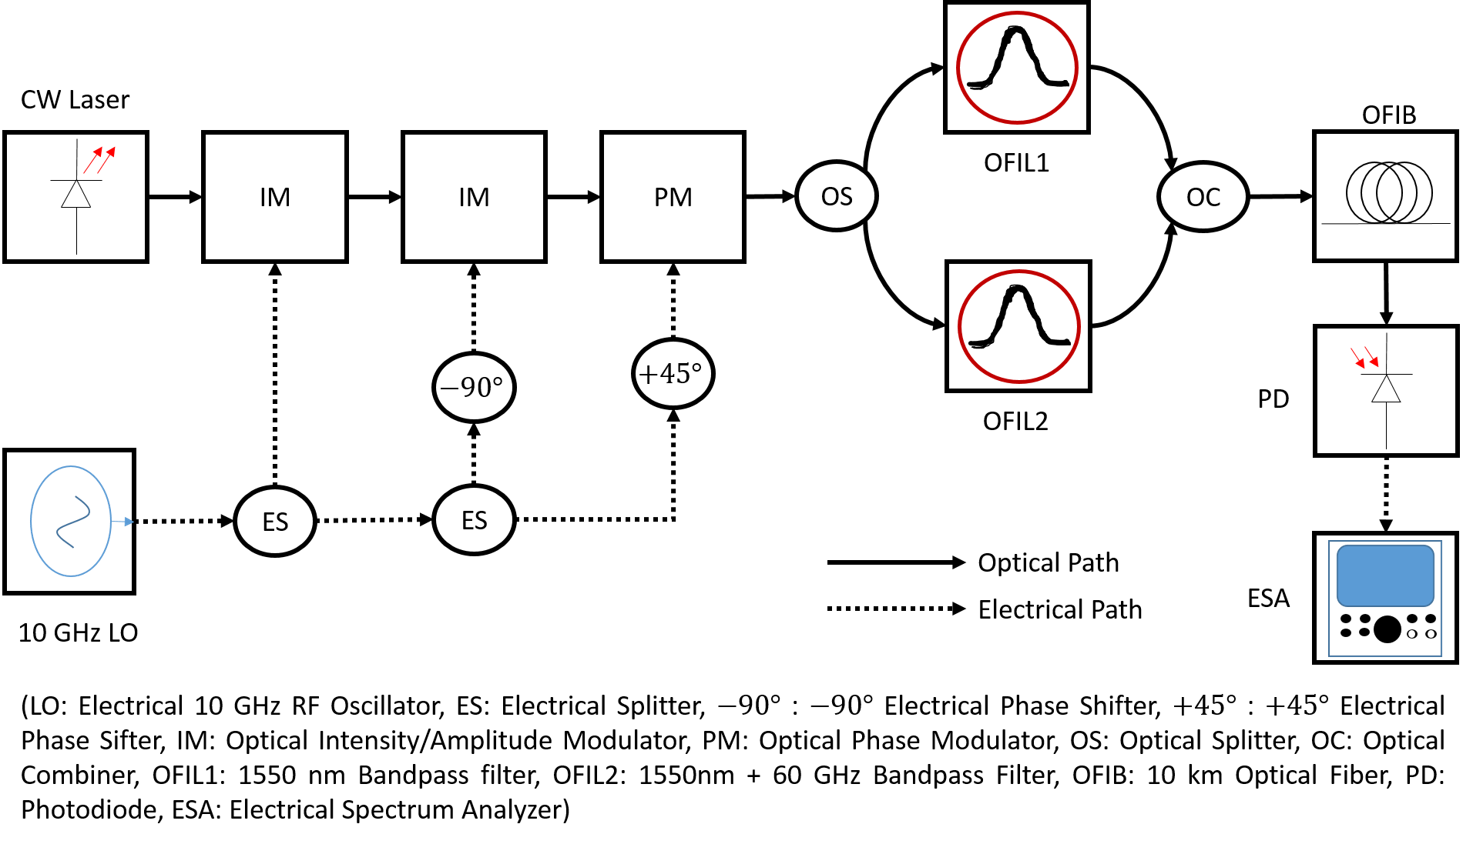 CW Laser
IM
IM
PM
OS
OFIL1
OFIL2
OC
OFIB
PD
ESA
−90°
+45°
ES
ES
10 GHz LO
Optical Path
Electrical Path
(LO: Electrical 10 GHz RF Oscillator, ES: Electrical Splitter, −90° : −90° Electrical Phase Shifter, +45° : +45° Electrical
Phase Sifter, IM: Optical Intensity/Amplitude Modulator, PM: Optical Phase Modulator, OS: Optical Splitter, OC: Optical
Combiner, OFIL1: 1550 nm Bandpass filter, OFIL2: 1550nm + 60 GHz Bandpass Filter, OFIB: 10 km Optical Fiber, PD:
Photodiode, ESA: Electrical Spectrum Analyzer)